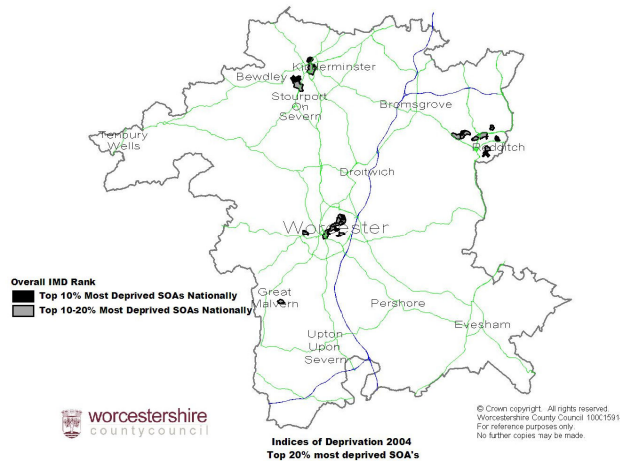 Kidderminster
Bewdley
Stourport
On
Severn
Bromsgrove
Tenbury
Wells
Redditch
Droitwich
Worcester
Overall IMD Rank
Top 10% Most Deprived SOAs Nationally
Top 10-20% Most Deprived SOAs Nationally
Great
Malvern
Pershore
Evesham
Upton
Upon
Severn
worcestershire
countycouncil
© Crown copyright. All rights reserved.
Worcestershire County Council 100015914
For reference purposes only.
No further copies may be made.
Indices of Deprivation 2004
Top 20% most deprived SOA's